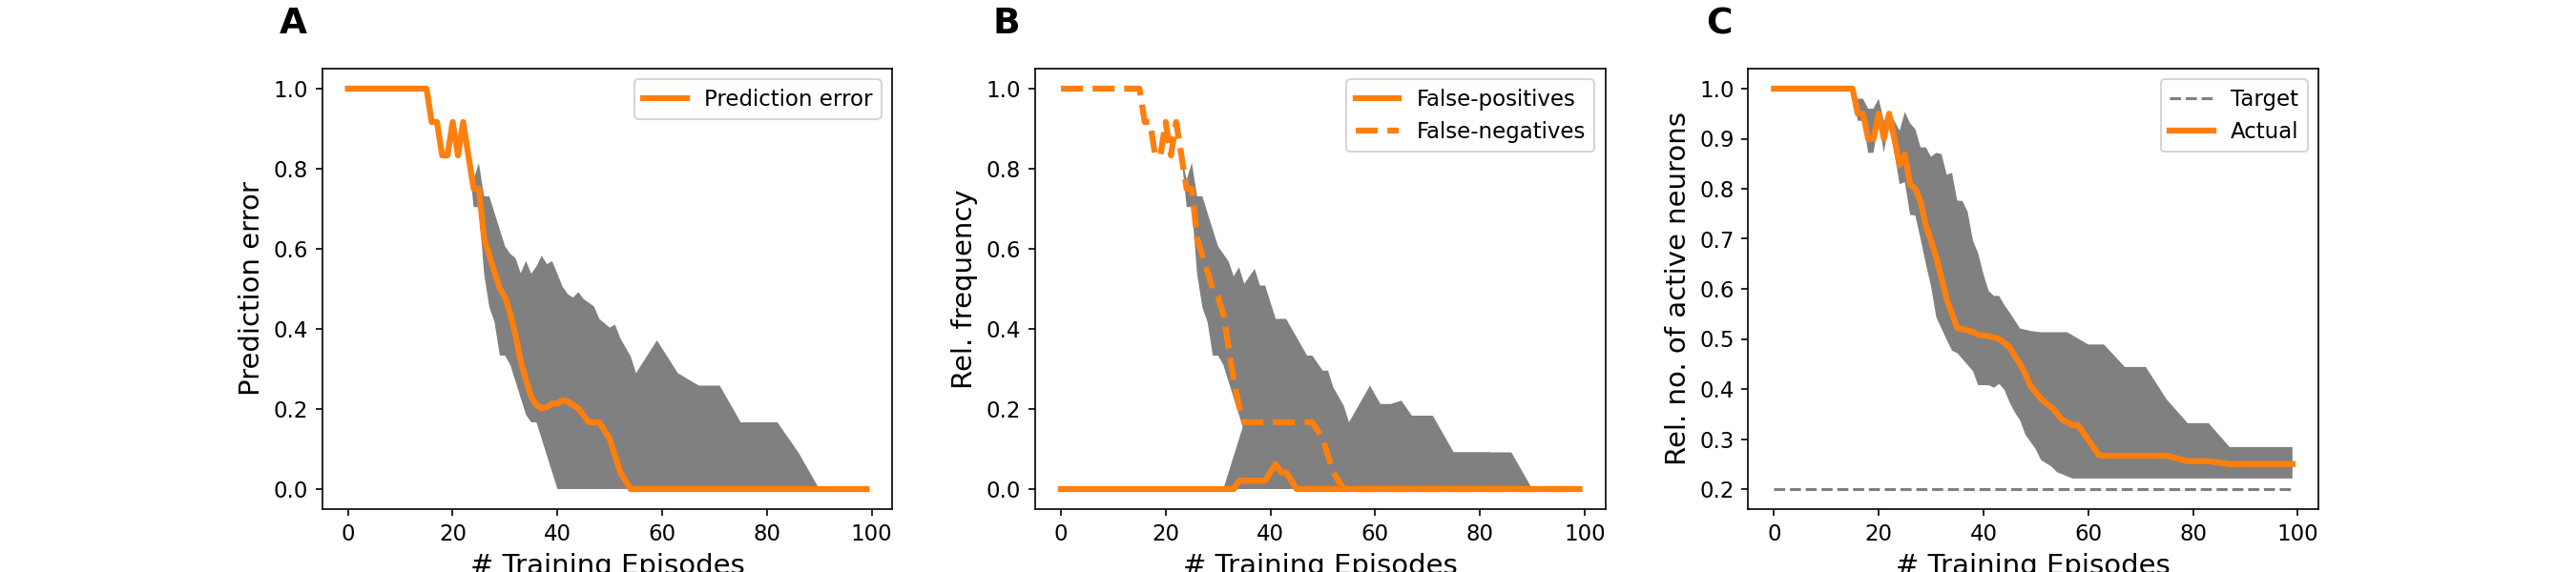 A
Prediction error
1.0
0.8
0.6
0.4
0.2
0.0
Prediction error
0 20 40 60 80 100
# Training Episodes
B
False-positives
False-negatives
1.0
0.8
0.6
0.4
0.2
0.0
Rel. frequency
0 20 40 60 80 100
# Training Episodes
C
Target
Actual
1.0
0.9
0.8
0.7
0.6
0.5
0.4
0.3
0.2
Rel. no. of active neurons
0 20 40 60 80 100
# Training Episodes